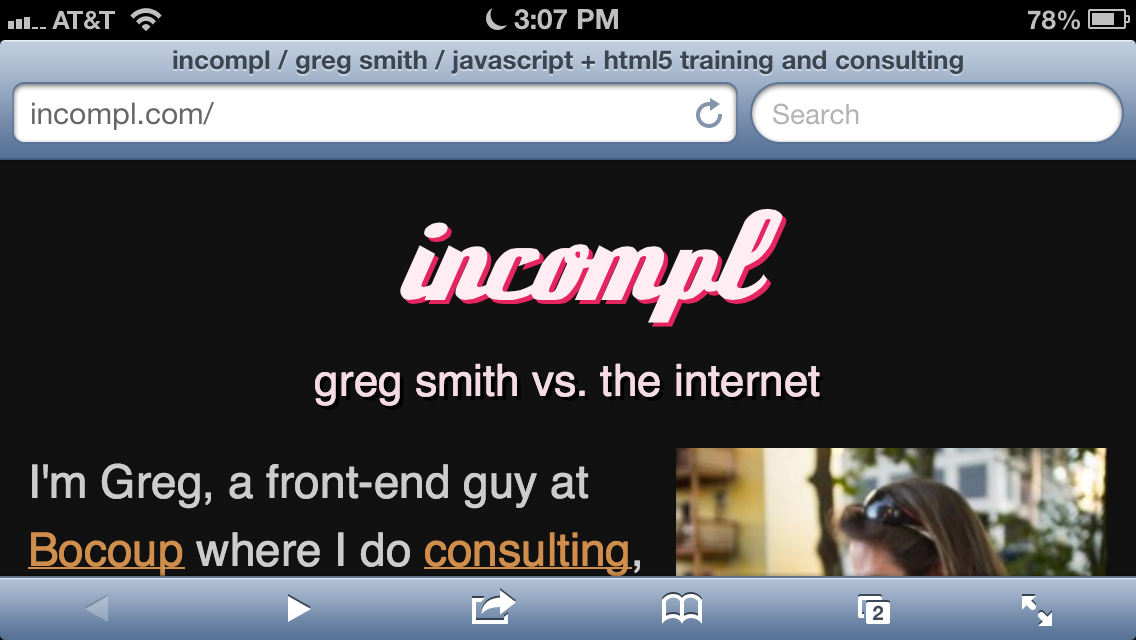 AT&T 3:07 PM 78%
incompl / greg smith / javascript + html5 training and consulting
incompl.com/ Search
incompl
greg smith vs. the internet
I'm Greg, a front-end guy at
Bocoup where I do consulting,
2